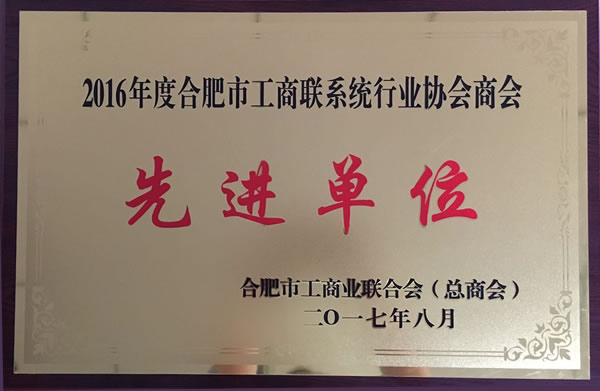 2016年度合肥市工商联系统行业协会商会
先进单位
合肥市工商业联合会（总商会）
二O一七年八月